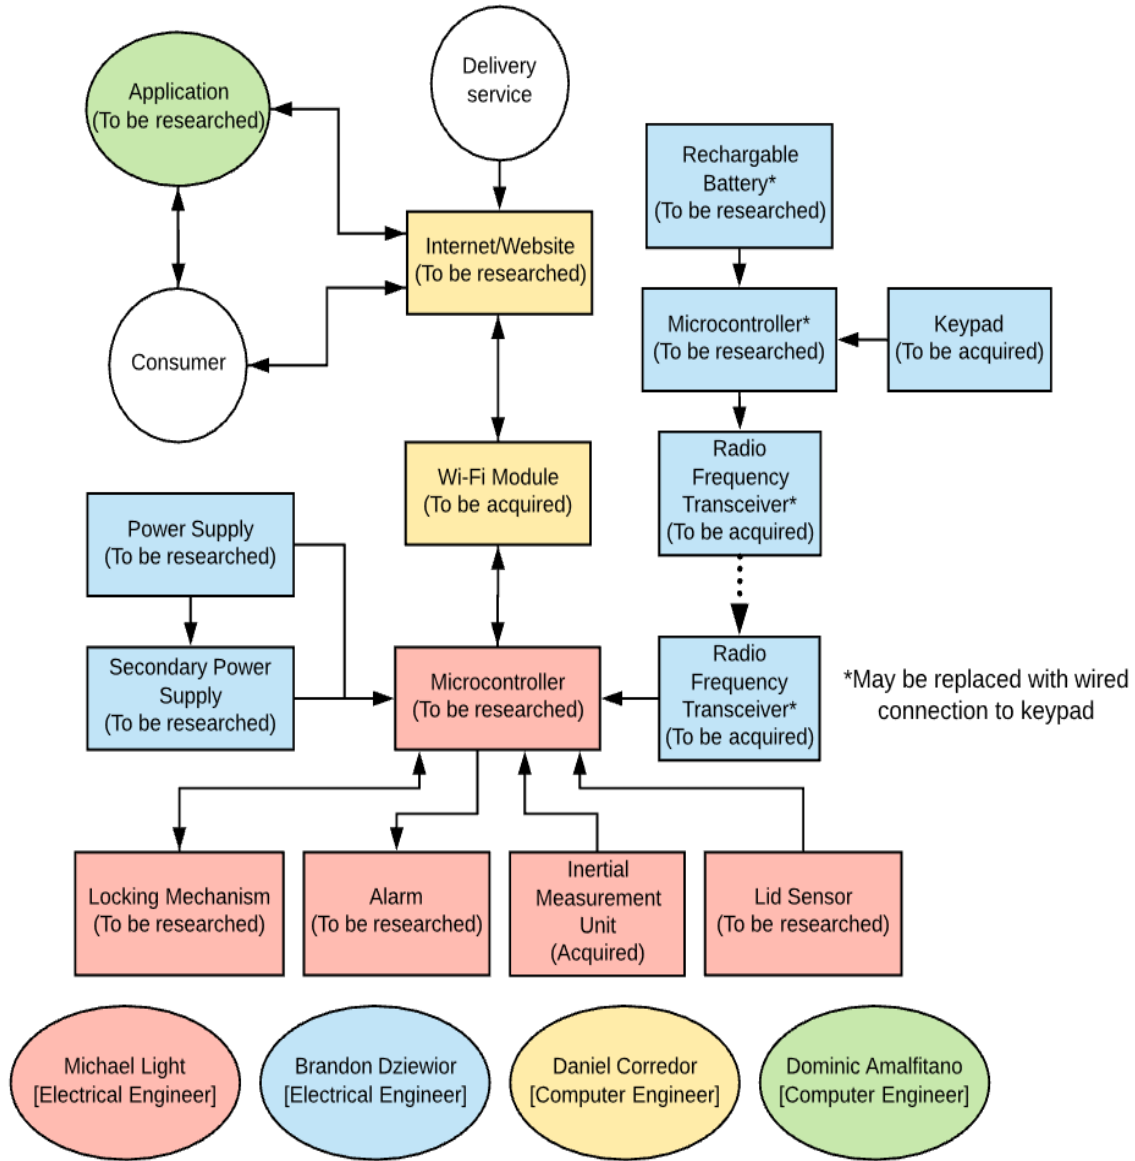 Application
(To be researched)
Delivery
service
Rechargable
Battery*
(To be researched)
Internet/Website
(To be researched)
Microcontroller*
(To be researched)
Keypad
(To be acquired)
Consumer
Radio
Frequency
Transceiver*
(To be acquired)
Wi-Fi Module
(To be acquired)
Power Supply
(To be researched)
Secondary Power
Supply
(To be researched)
Microcontroller
(To be researched)
Radio
Frequency
Transceiver*
(To be acquired)
*May be replaced with wired
connection to keypad
Locking Mechanism
(To be researched)
Alarm
(To be researched)
Inertial
Measurement
Unit
(Acquired)
Lid Sensor
(To be researched)
Michael Light
[Electrical Engineer]
Brandon Dziewior
[Electrical Engineer]
Daniel Corredor
[Computer Engineer]
Dominic Amalfitano
[Computer Engineer]